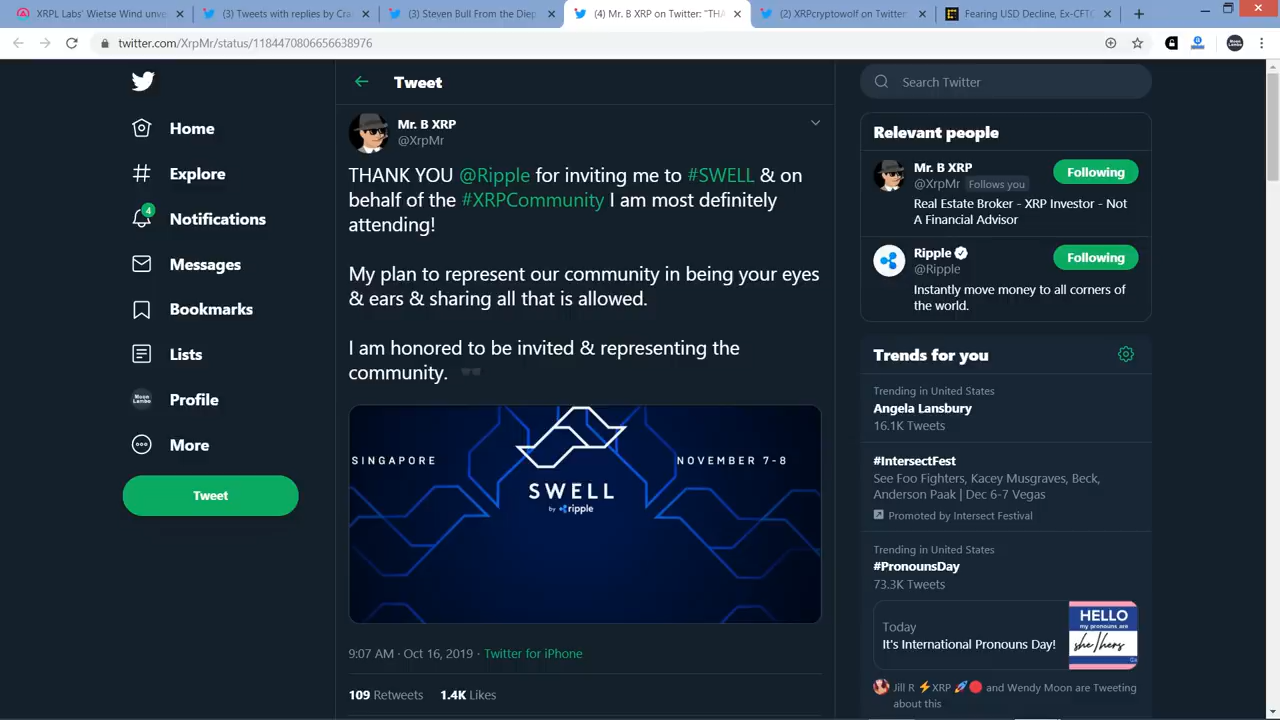 XRPL Labs' Wietse Wind unve
(3) Tweets with replies by Cra
(3) Steven Bull From the Diep
(4) Mr. B XRP on Twitter: "THA
(2) XRPcryptowolf on Twitter
Fearing USD Decline, Ex-CFTC
twitter.com/XrpMr/status/1184470806656638976
Home
Explore
4
Notifications
Messages
Bookmarks
Lists
Moon Lambo
Profile
More
Tweet
Tweet
Mr. B XRP
@XrpMr
THANK YOU @Ripple for inviting me to #SWELL & on
behalf of the #XRPCommunity I am most definitely
attending!
My plan to represent our community in being your eyes
& ears & sharing all that is allowed.
I am honored to be invited & representing the
community.
SINGAPORE
NOVEMBER 7-8
SWELL
by ripple
9:07 AM · Oct 16, 2019 · Twitter for iPhone
109 Retweets 1.4K Likes
Search Twitter
Relevant people
Mr. B XRP
@XrpMr Follows you
Following
Real Estate Broker - XRP Investor - Not
A Financial Advisor
Ripple
@Ripple
Following
Instantly move money to all corners of
the world.
Trends for you
Trending in United States
Angela Lansbury
16.1K Tweets
#IntersectFest
See Foo Fighters, Kacey Musgraves, Beck,
Anderson Paak | Dec 6-7 Vegas
Promoted by Intersect Festival
Trending in United States
#PronounsDay
73.3K Tweets
Today
It's International Pronouns Day!
HELLO
my pronouns are
she/hers
Jill R ⚡XRP 🚀🔴 and Wendy Moon are Tweeting
about this